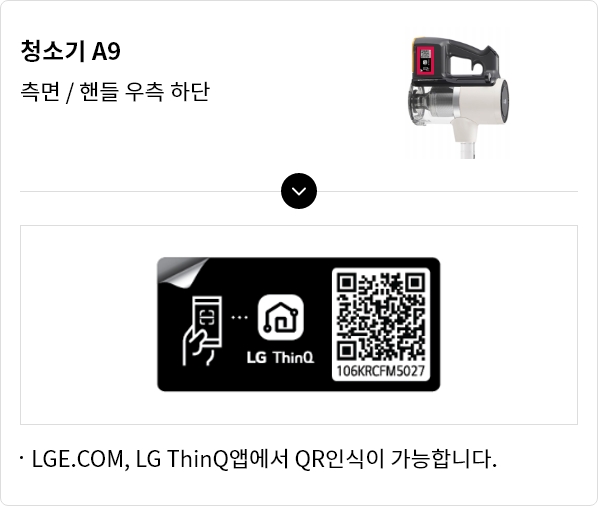 청소기 A9
측면 / 핸들 우측 하단
LG ThinQ
106KRCFM5027
· LGE.COM, LG ThinQ앱에서 QR인식이 가능합니다.